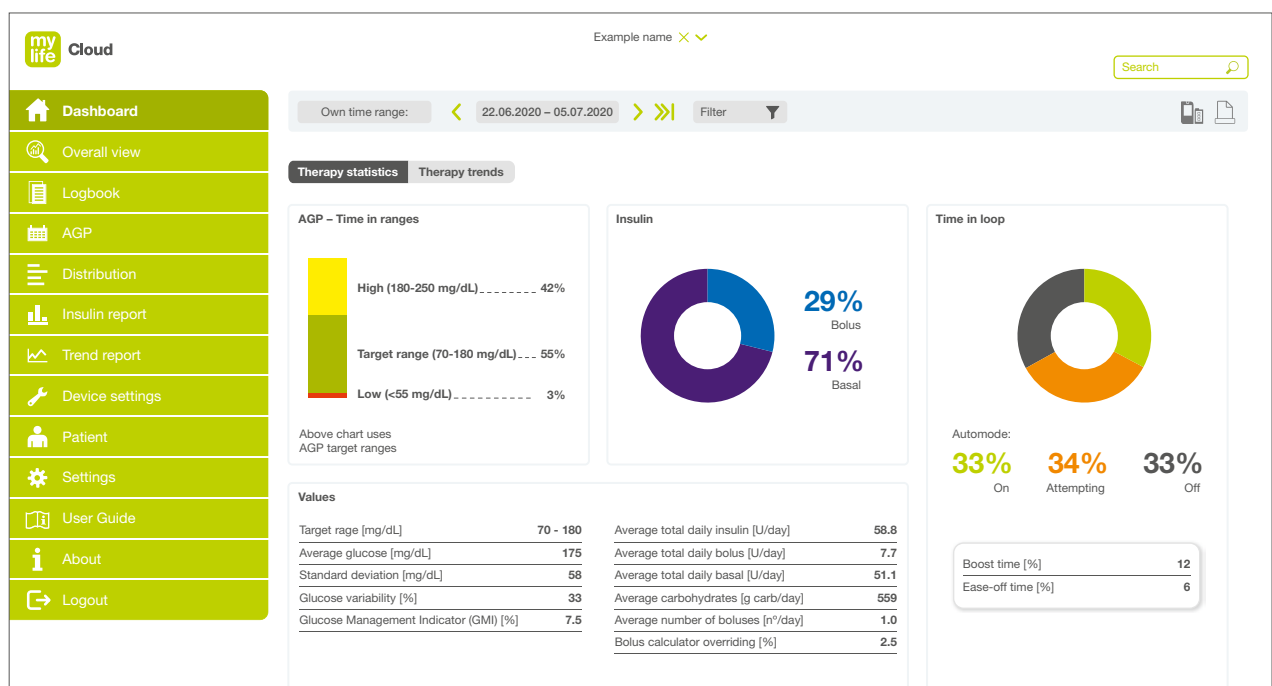 my
life Cloud
Example name
Search
Dashboard
Overall view
Logbook
AGP
Distribution
Insulin report
Trend report
Device settings
Patient
Settings
User Guide
About
Logout
Own time range:
22.06.2020 – 05.07.2020
Filter
Therapy statistics
Therapy trends
AGP – Time in ranges
High (180-250 mg/dL) 42%
Target range (70-180 mg/dL) 55%
Low (<55 mg/dL) 3%
Above chart uses
AGP target ranges
Insulin
29%
Bolus
71%
Basal
Time in loop
Automode:
33% 34% 33%
On Attempting Off
Boost time [%] 12
Ease-off time [%] 6
Values
Target rage [mg/dL] 70 - 180
Average glucose [mg/dL] 175
Standard deviation [mg/dL] 58
Glucose variability [%] 33
Glucose Management Indicator (GMI) [%] 7.5
Average total daily insulin [U/day] 58.8
Average total daily bolus [U/day] 7.7
Average total daily basal [U/day] 51.1
Average carbohydrates [g carb/day] 559
Average number of boluses [nº/day] 1.0
Bolus calculator overriding [%] 2.5